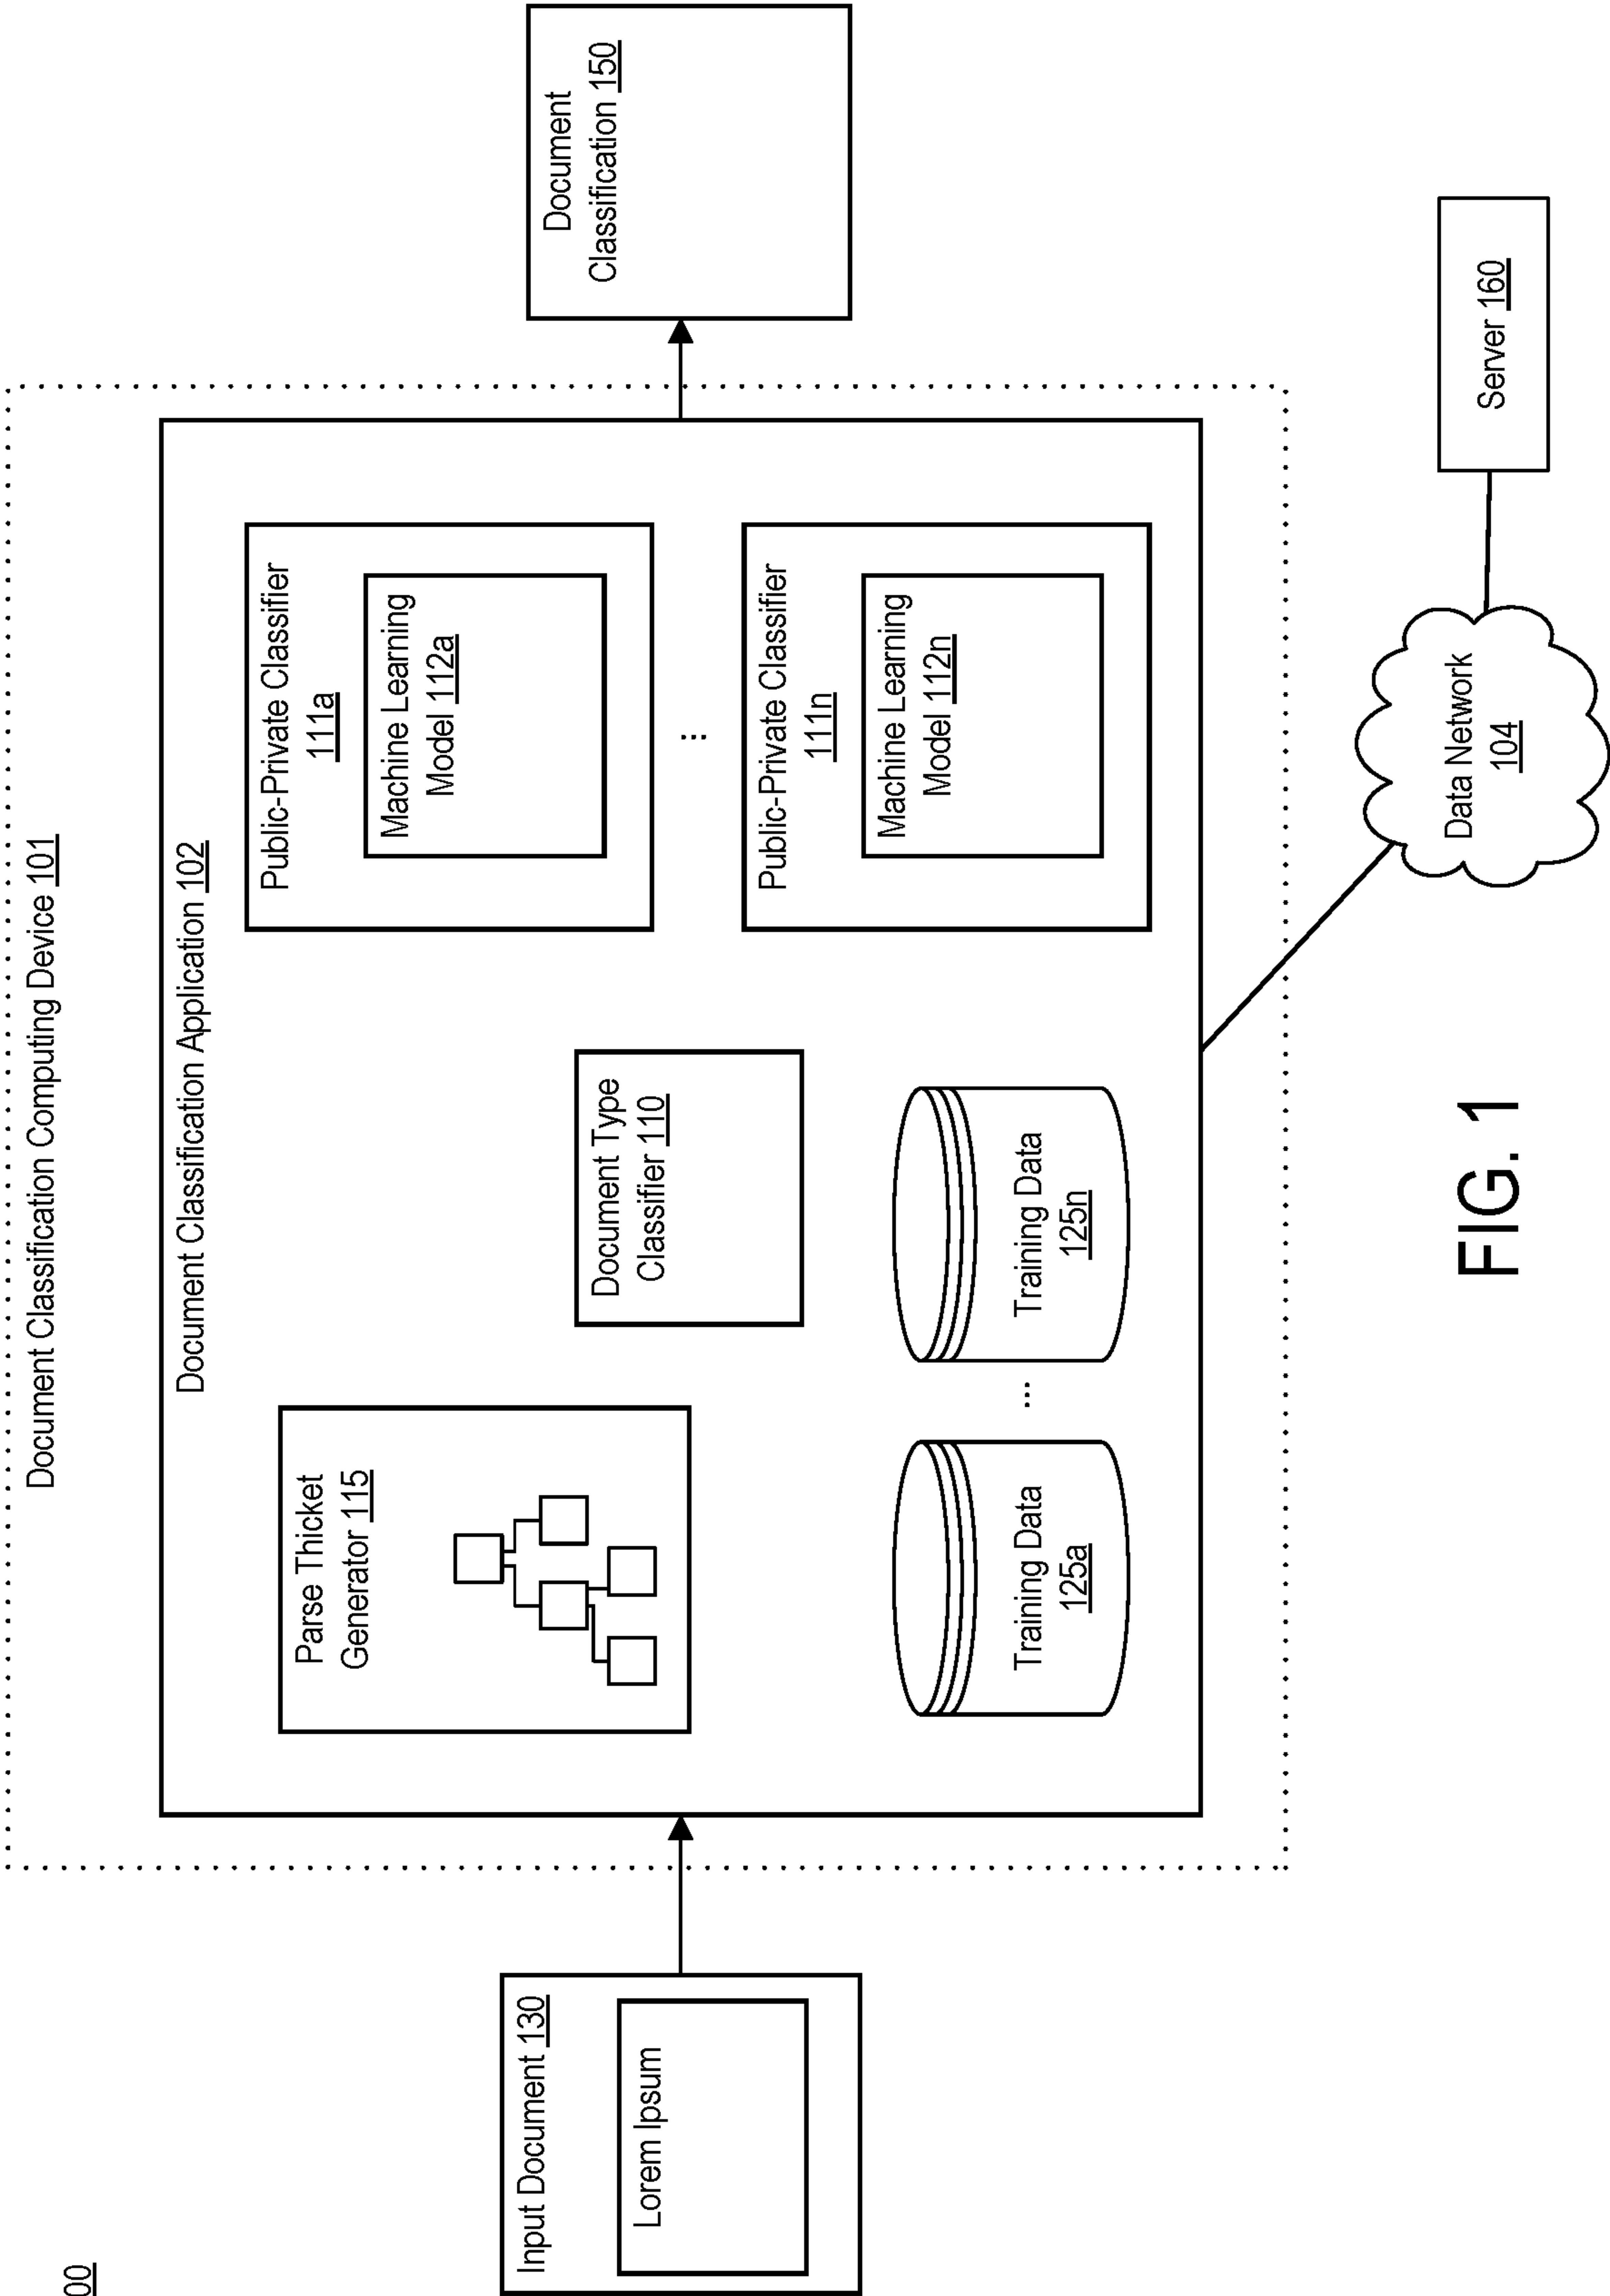 00
Document Classification Computing Device 101
Document Classification Application 102
Input Document 130
Lorem Ipsum
Parse Thicket
Generator 115
Document Type
Classifier 110
Public-Private Classifier
111a
Machine Learning
Model 112a
...
Public-Private Classifier
111n
Machine Learning
Model 112n
Training Data
125a
...
Training Data
125n
Document
Classification 150
Data Network
104
Server 160
FIG. 1